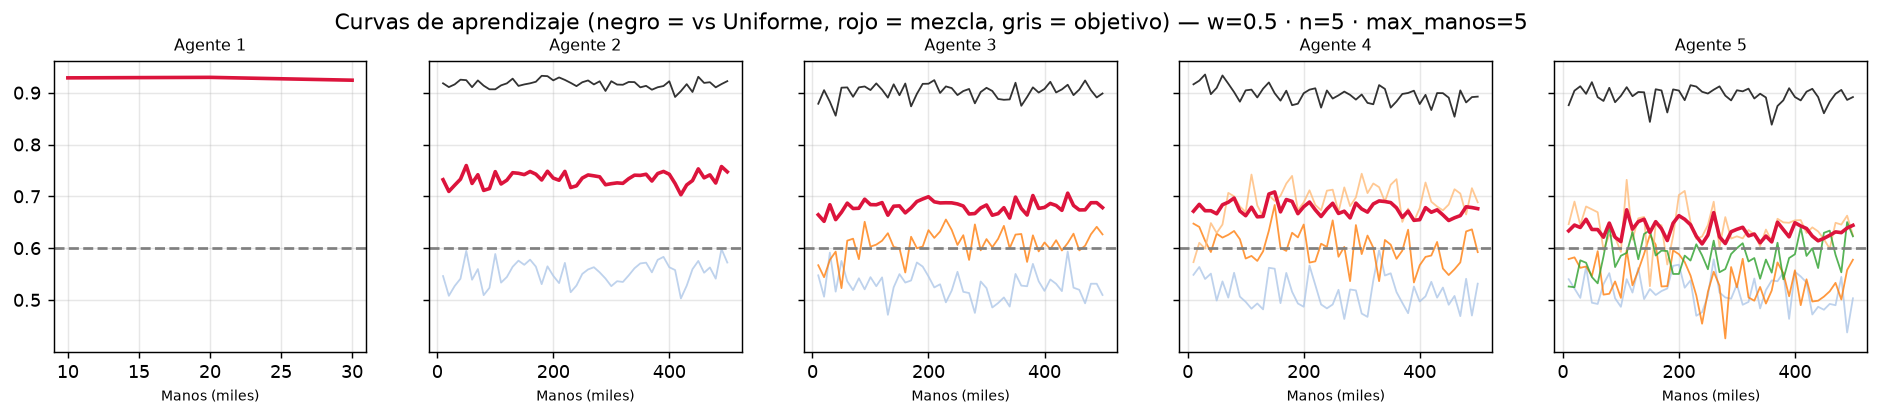 Curvas de aprendizaje (negro = vs Uniforme, rojo = mezcla, gris = objetivo) — w=0.5 · n=5 · max_manos=5
Agente 1
Agente 2
Agente 3
Agente 4
Agente 5
0.9
0.8
0.7
0.6
0.5
10 15 20 25 30
0 200 400
0 200 400
0 200 400
0 200 400
Manos (miles)
Manos (miles)
Manos (miles)
Manos (miles)
Manos (miles)